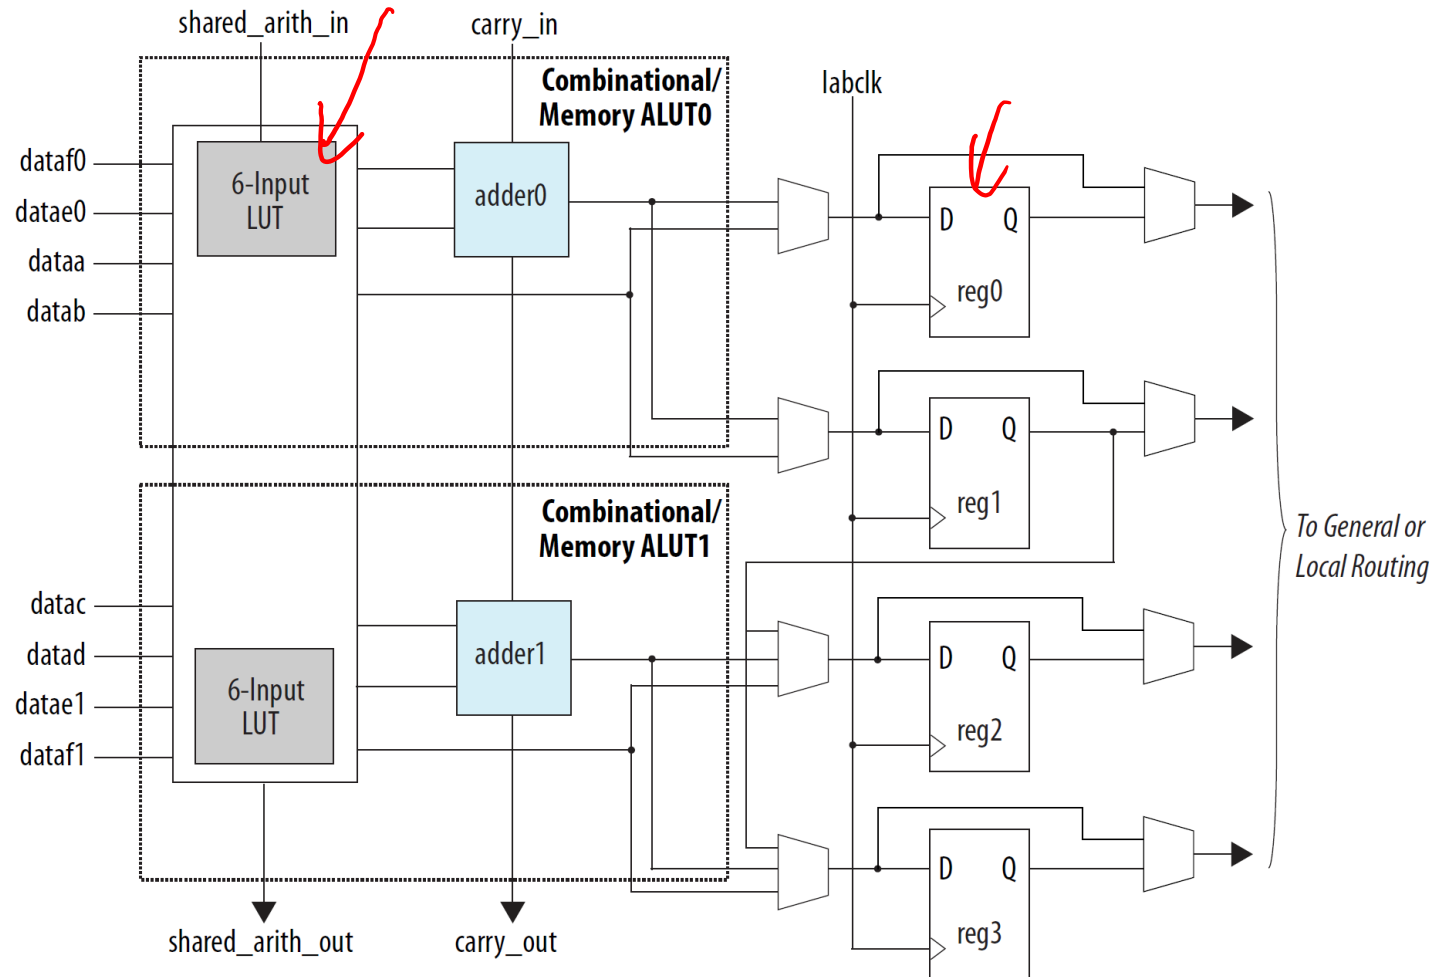 shared_arith_in
carry_in
Combinational/
Memory ALUT0
labclk
dataf0
datae0
dataa
datab
6-Input
LUT
adder0
D Q
reg0
D Q
reg1
To General or
Local Routing
Combinational/
Memory ALUT1
datac
datad
datae1
dataf1
6-Input
LUT
adder1
D Q
reg2
D Q
reg3
shared_arith_out
carry_out